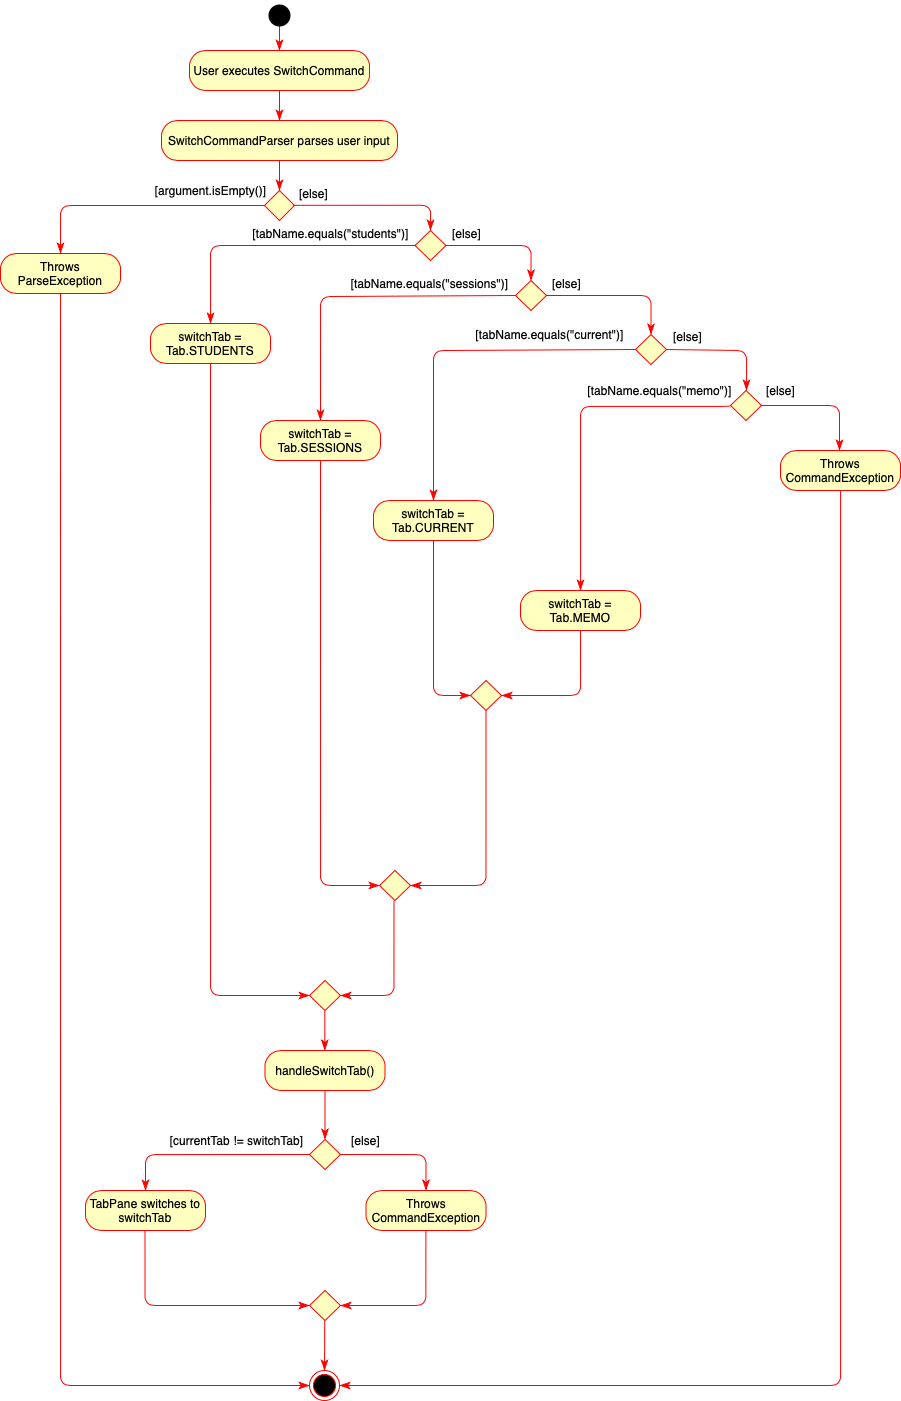 User executes SwitchCommand
SwitchCommandParser parses user input
[argument.isEmpty()]
[else]
[tabName.equals("students")]
[else]
Throws
ParseException
[tabName.equals("sessions")]
[else]
switchTab =
Tab.STUDENTS
[tabName.equals("current")]
[else]
[tabName.equals("memo")]
[else]
switchTab =
Tab.SESSIONS
Throws
CommandException
switchTab =
Tab.CURRENT
switchTab =
Tab.MEMO
handleSwitchTab()
[currentTab != switchTab]
[else]
TabPane switches to
switchTab
Throws
CommandException